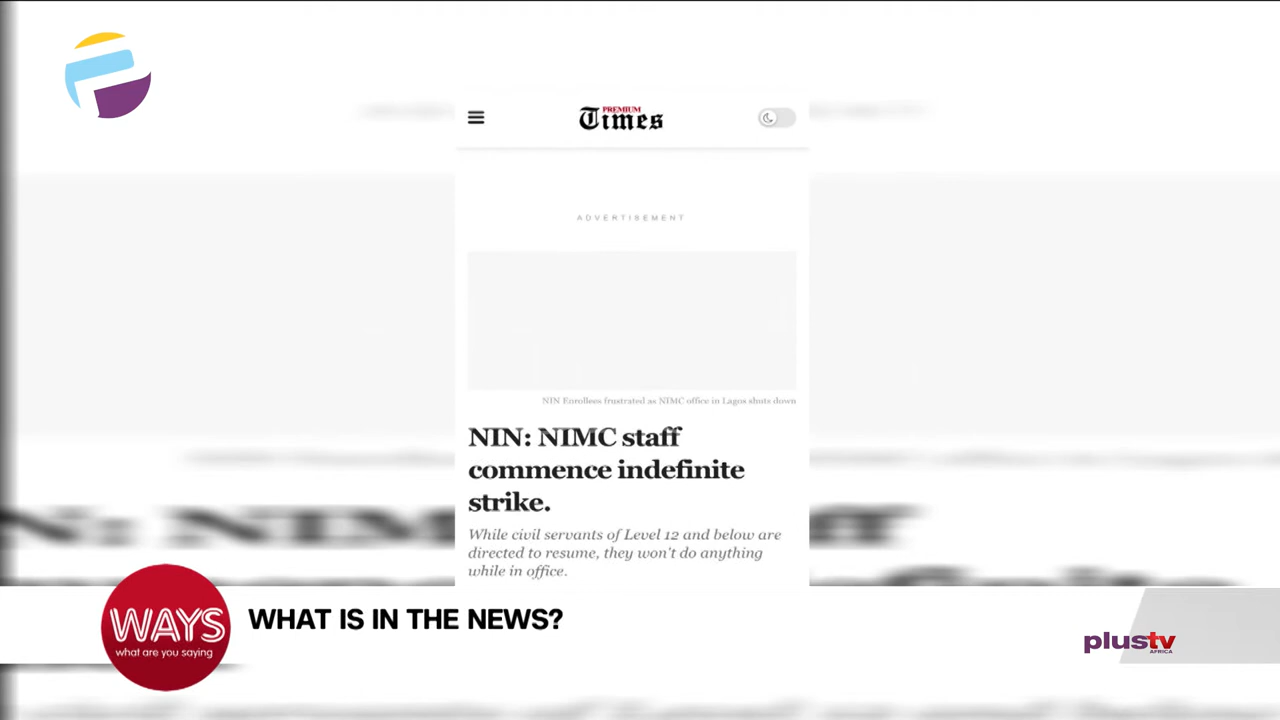 PREMIUM
Times
ADVERTISEMENT
NIN Enrollees frustrated as NIMC office in Lagos shuts down
NIN: NIMC staff
commence indefinite
strike.
While civil servants of Level 12 and below are
directed to resume, they won't do anything
while in office.
WAYS
what are you saying
WHAT IS IN THE NEWS?
plustv
AFRICA